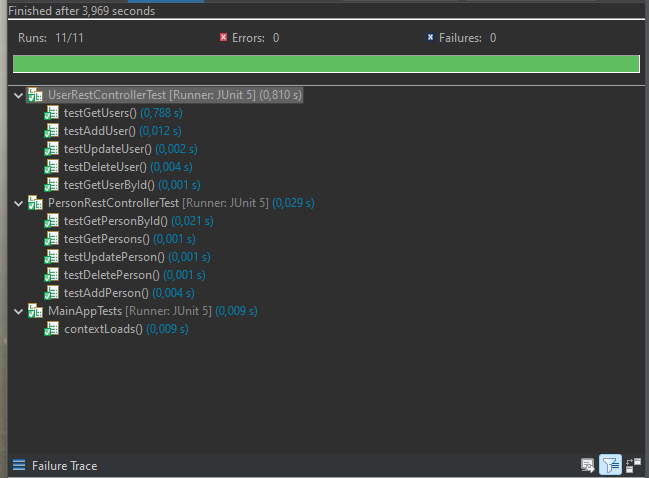 Finished after 3,969 seconds
Runs: 11/11 Errors: 0 Failures: 0
UserRestControllerTest [Runner: JUnit 5] (0,810 s)
testGetUsers() (0,788 s)
testAddUser() (0,012 s)
testUpdateUser() (0,002 s)
testDeleteUser() (0,004 s)
testGetUserById() (0,001 s)
PersonRestControllerTest [Runner: JUnit 5] (0,029 s)
testGetPersonById() (0,021 s)
testGetPersons() (0,001 s)
testUpdatePerson() (0,001 s)
testDeletePerson() (0,001 s)
testAddPerson() (0,004 s)
MainAppTests [Runner: JUnit 5] (0,009 s)
contextLoads() (0,009 s)
Failure Trace